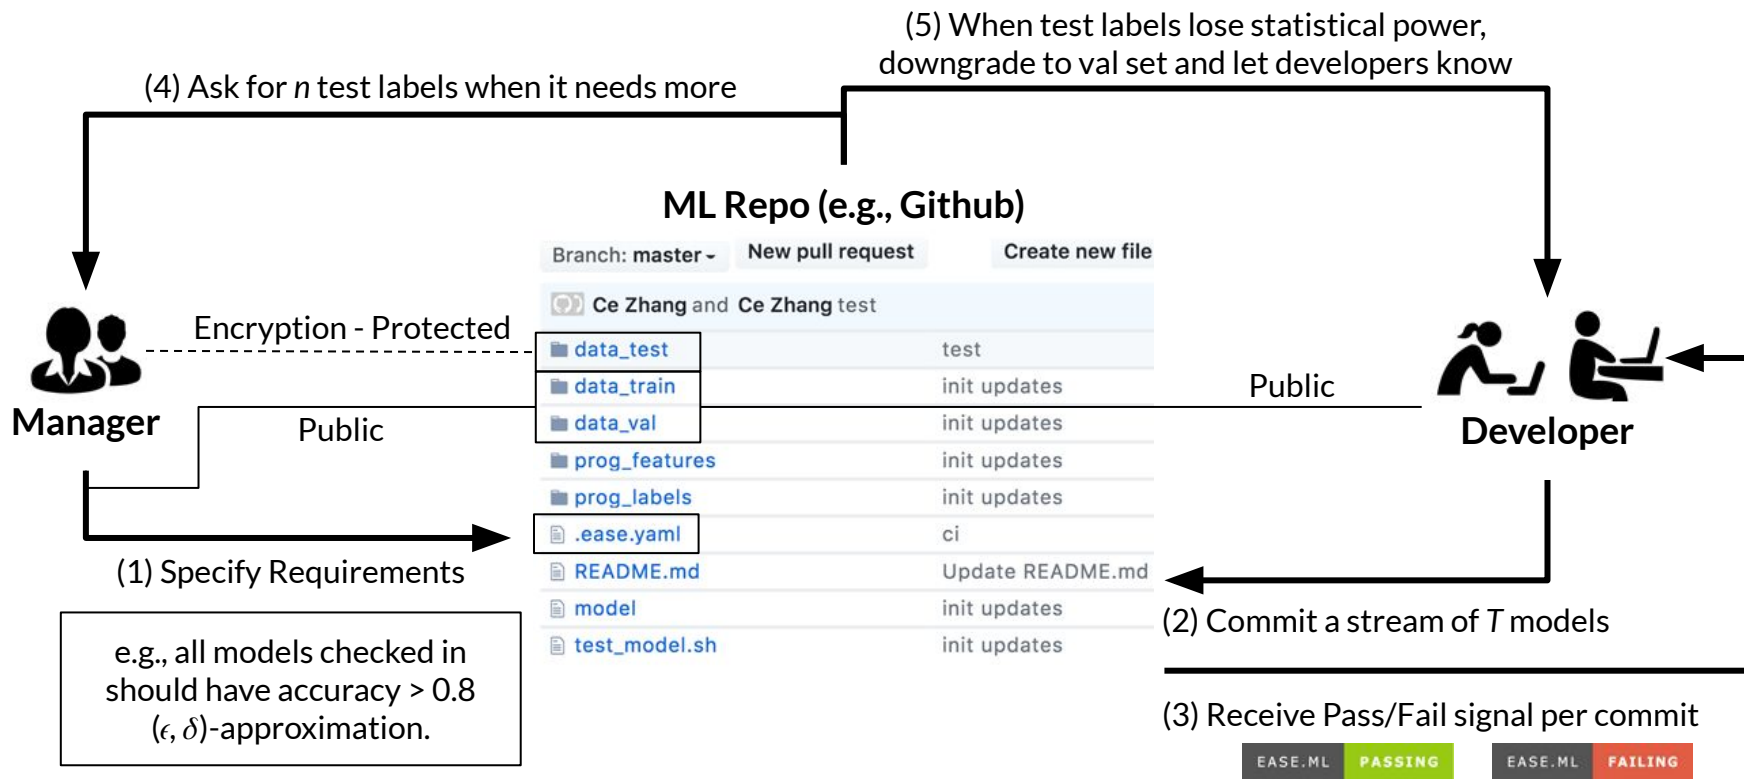 (5) When test labels lose statistical power,
downgrade to val set and let developers know
(4) Ask for n test labels when it needs more
ML Repo (e.g., Github)
Branch: master
New pull request
Create new file
Ce Zhang and Ce Zhang test
Encryption - Protected
data_test test
data_train init updates
Public
Manager
Public
data_val init updates
Developer
prog_features init updates
prog_labels init updates
.ease.yaml ci
(1) Specify Requirements
README.md Update README.md
model init updates
(2) Commit a stream of T models
test_model.sh init updates
e.g., all models checked in
should have accuracy > 0.8
(ϵ, δ)-approximation.
(3) Receive Pass/Fail signal per commit
EASE.ML PASSING
EASE.ML FAILING